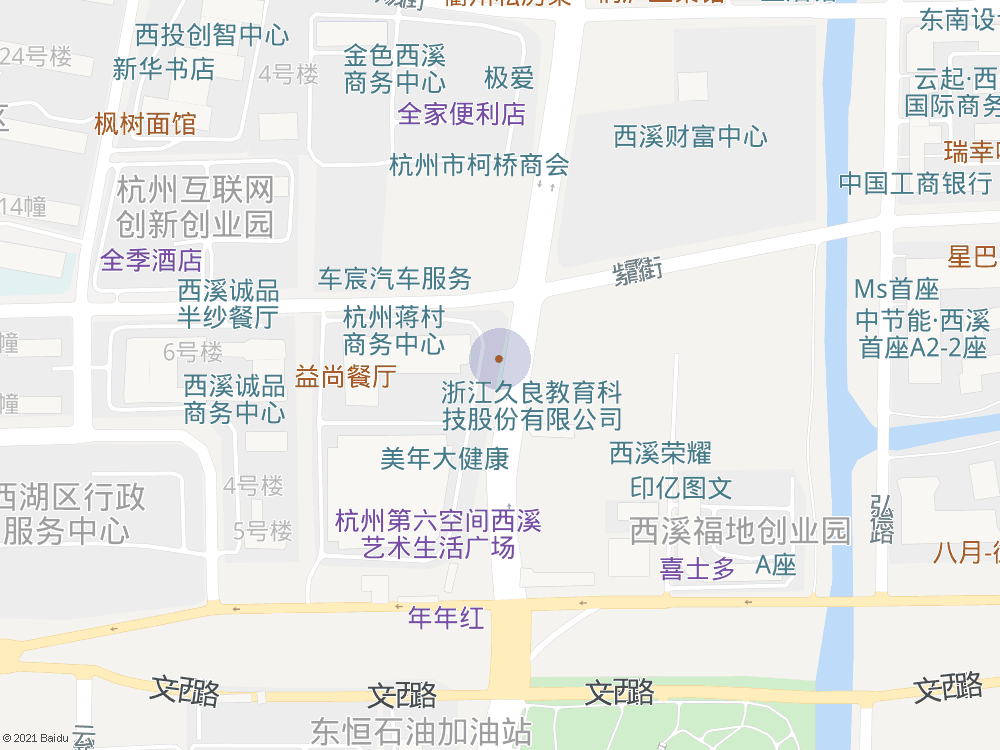 西投创智中心
金色西溪
商务中心
极爱
24号楼
新华书店
4号楼
全家便利店
枫树面馆
区
杭州市柯桥商会
西溪财富中心
云起·西
国际商务
瑞幸
中国工商银行
杭州互联网
创新创业园
14幢
全季酒店
车宸汽车服务
星巴
西溪诚品
半纱餐厅
杭州蒋村
商务中心
Ms首座
中节能·西溪
首座A2-2座
幢
6号楼
益尚餐厅
西溪诚品
商务中心
幢
浙江久良教育科
技股份有限公司
美年大健康
西溪荣耀
印亿图文
4号楼
西湖区行政
服务中心
5号楼
杭州第六空间西溪
艺术生活广场
西溪福地创业园
弘德路
喜士多
A座
八月-
年年红
文西路
文西路
文西路
文西路
东恒石油加油站
东南设
© 2021 Baidu